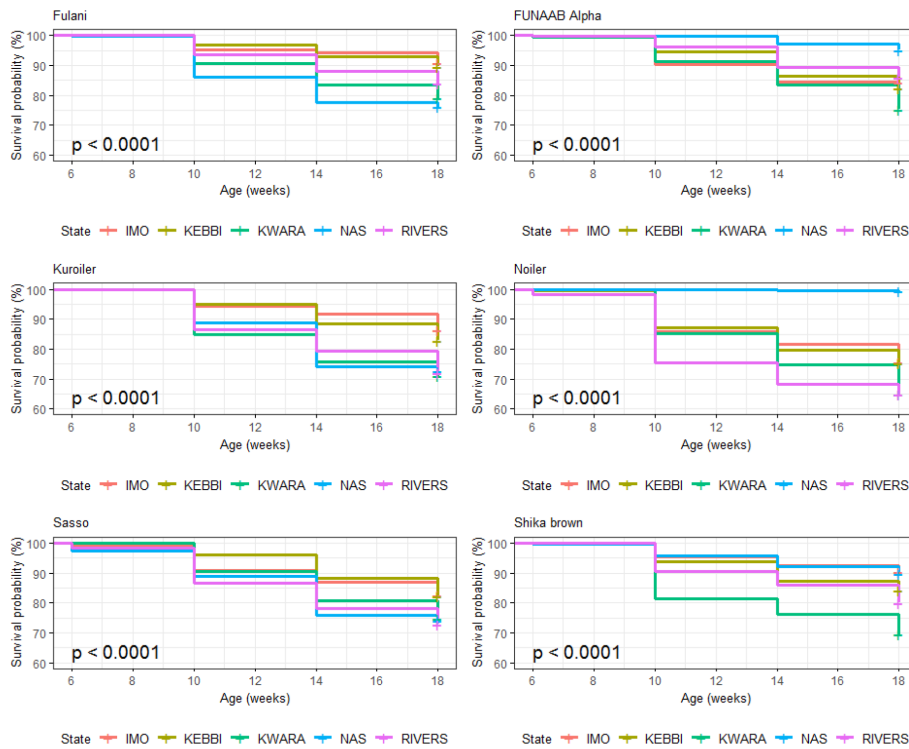 Fulani
Survival probability (%)
100
90
80
70
60
p < 0.0001
6 8 10 12 14 16 18
Age (weeks)
State IMO KEBBI KWARA NAS RIVERS
FUNAAB Alpha
Survival probability (%)
100
90
80
70
60
p < 0.0001
6 8 10 12 14 16 18
Age (weeks)
State IMO KEBBI KWARA NAS RIVERS
Kuroiler
Survival probability (%)
100
90
80
70
60
p < 0.0001
6 8 10 12 14 16 18
Age (weeks)
State IMO KEBBI KWARA NAS RIVERS
Noiler
Survival probability (%)
100
90
80
70
60
p < 0.0001
6 8 10 12 14 16 18
Age (weeks)
State IMO KEBBI KWARA NAS RIVERS
Sasso
Survival probability (%)
100
90
80
70
60
p < 0.0001
6 8 10 12 14 16 18
Age (weeks)
State IMO KEBBI KWARA NAS RIVERS
Shika brown
Survival probability (%)
100
90
80
70
60
p < 0.0001
6 8 10 12 14 16 18
Age (weeks)
State IMO KEBBI KWARA NAS RIVERS